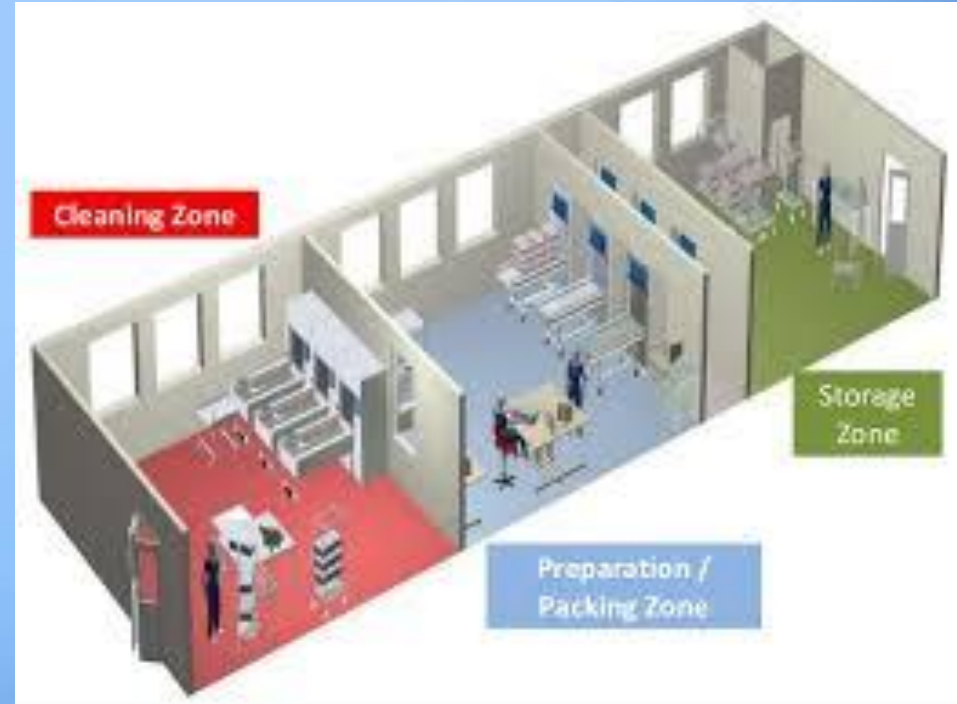 Cleaning Zone
Storage
Zone
Preparation /
Packing Zone